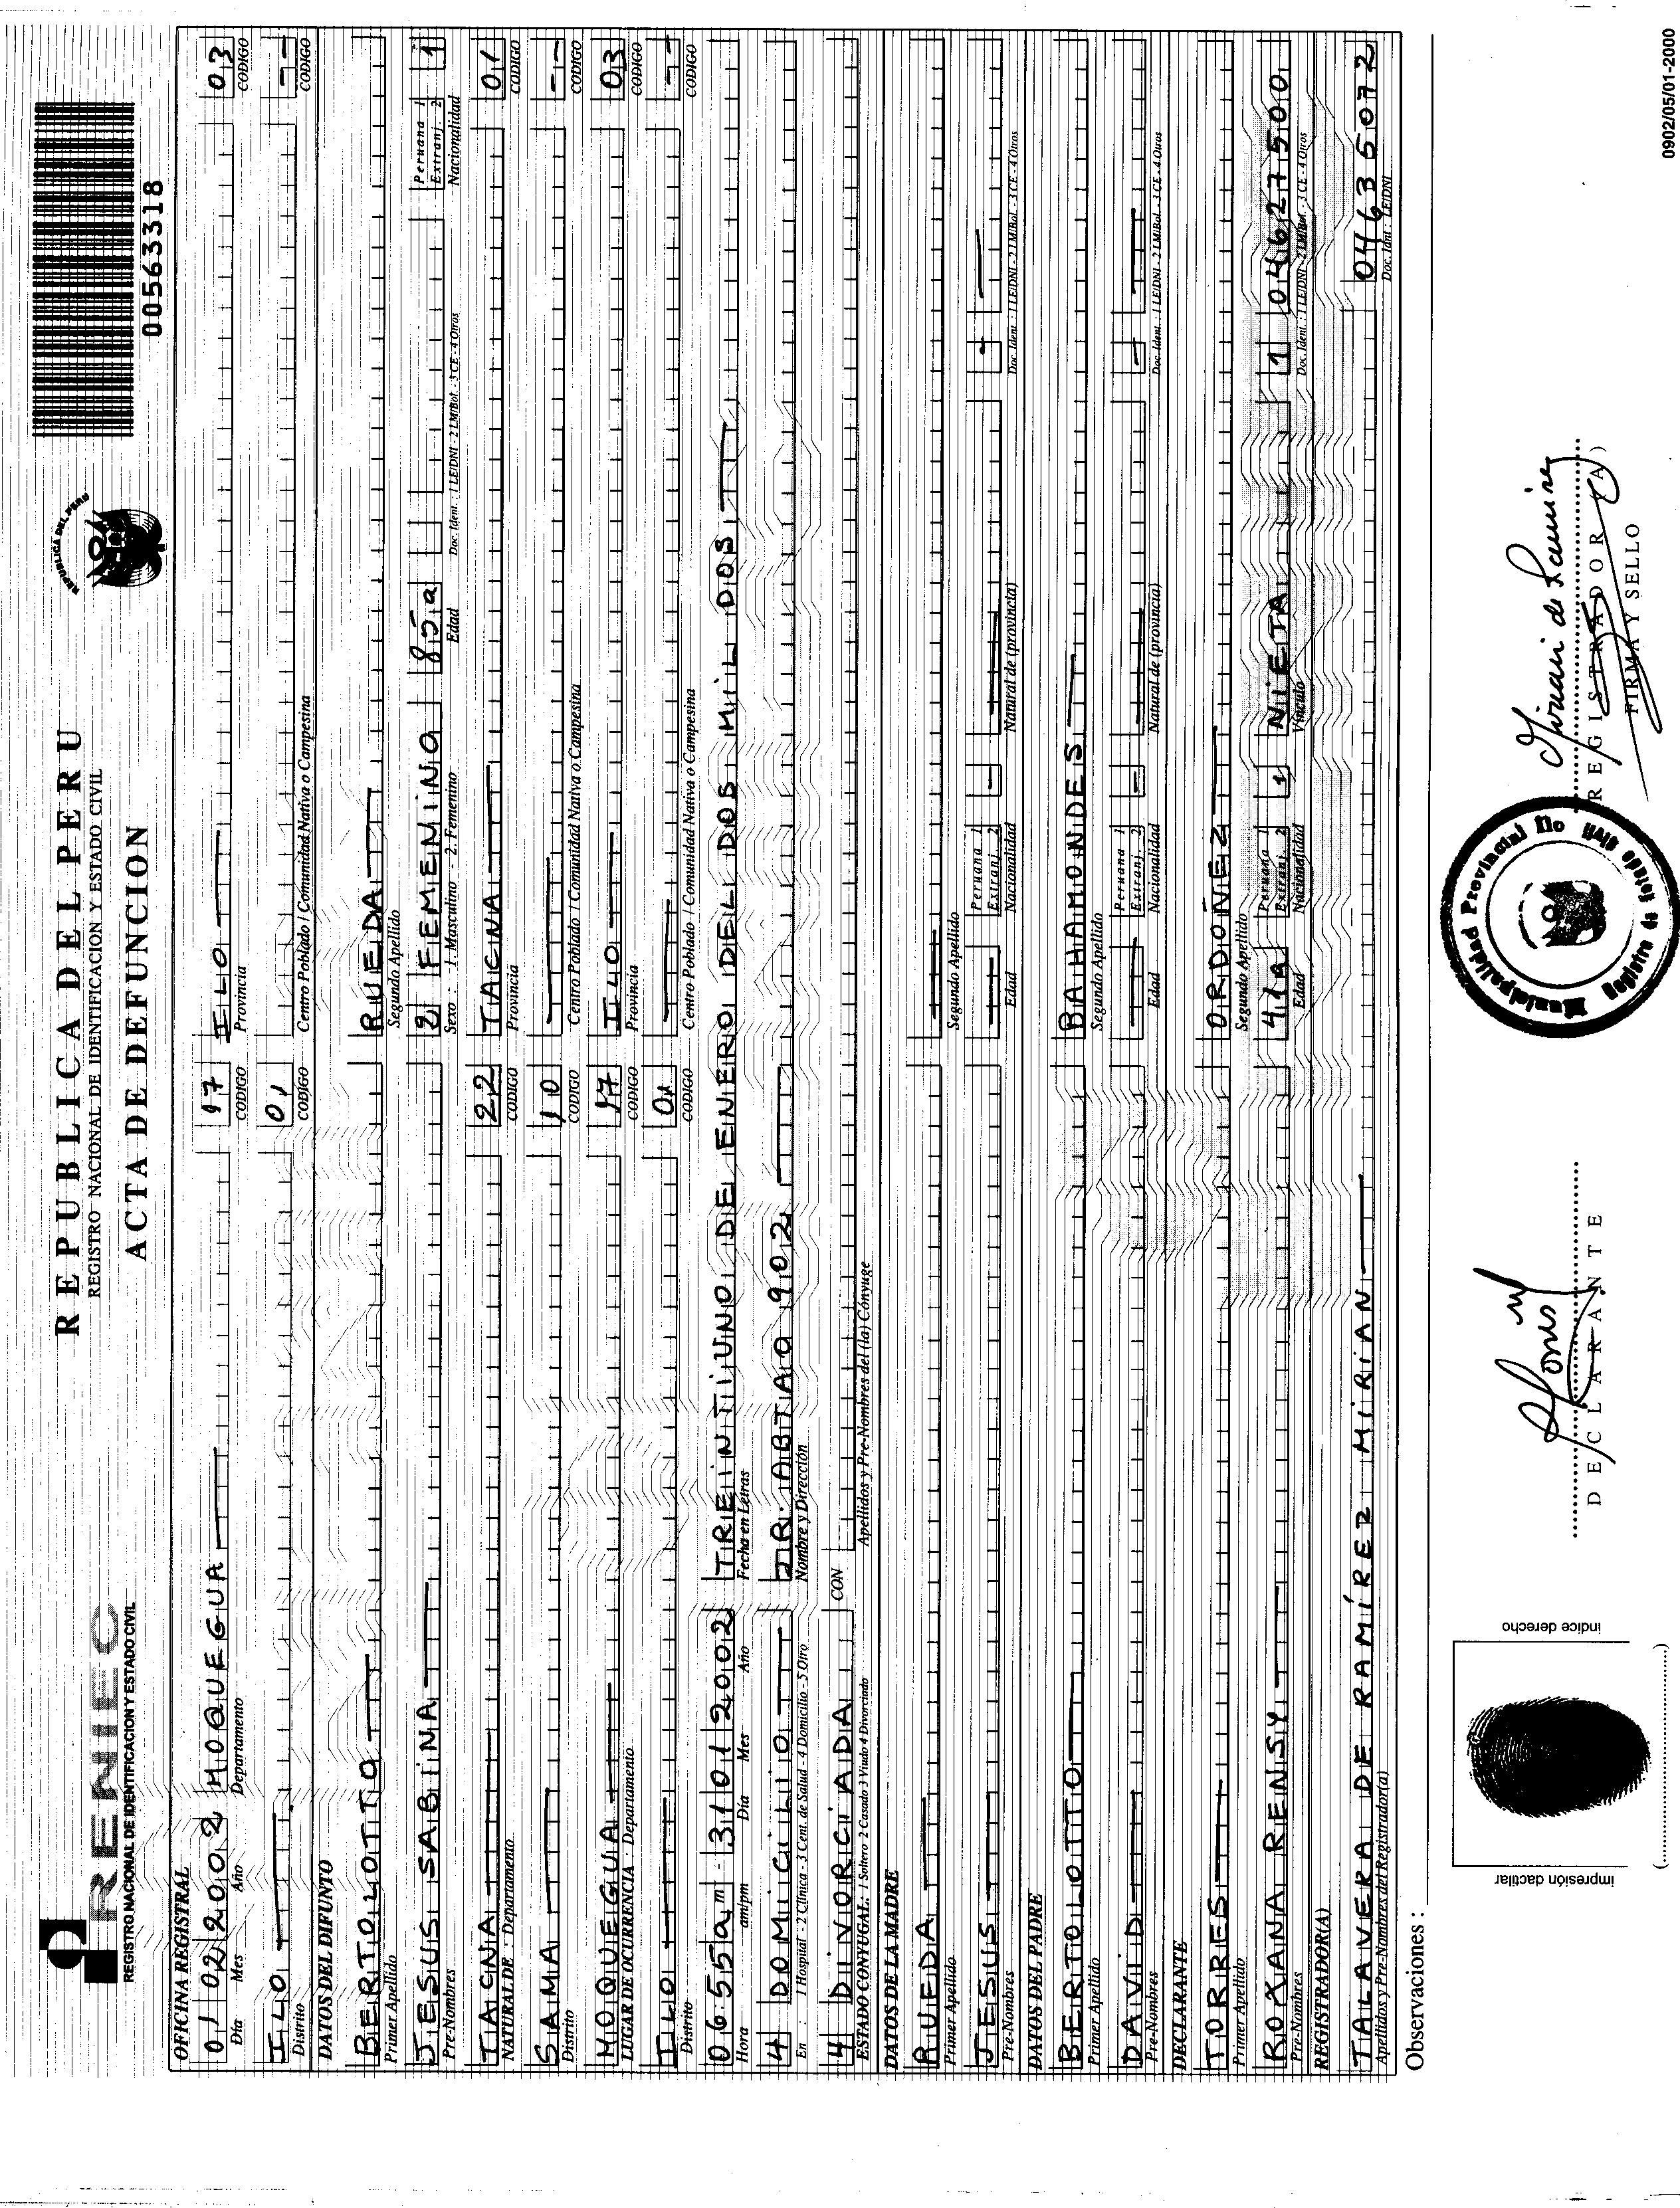 RENIEC
REGISTRO NACIONAL DE IDENTIFICACION Y ESTADO CIVIL
REPUBLICA DEL PERU
REGISTRO NACIONAL DE IDENTIFICACION Y ESTADO CIVIL
ACTA DE DEFUNCION
REPUBLICA DEL PERU
00563318
OFICINA REGISTRAL
01 02 2002 MOQUEGUA 17 ILO 03
Día Mes Año Departamento CODIGO Provincia CODIGO
ILO 01 --
Distrito CODIGO Centro Poblado / Comunidad Nativa o Campesina CODIGO
DATOS DEL DIFUNTO
BERTOLOTTO RUEDA
Primer Apellido Segundo Apellido
JESUS SABINA 2 FEMENINO 85a Peruana 1 Extranj. 2 1
Pre-Nombres Sexo : 1. Masculino - 2. Femenino Edad Doc. Ident. : 1 LE/DNI - 2 LM/Bol. - 3 CE - 4 Otros Nacionalidad
TACNA 22 TACNA 01
NATURAL DE : Departamento CODIGO Provincia CODIGO
SAMA 10 --
Distrito CODIGO Centro Poblado / Comunidad Nativa o Campesina CODIGO
MOQUEGUA 17 ILO 03
LUGAR DE OCURRENCIA : Departamento CODIGO Provincia CODIGO
ILO 01 --
Distrito CODIGO Centro Poblado / Comunidad Nativa o Campesina CODIGO
06:55am 31 01 2002 TREINTIUNO DE ENERO DEL DOS MIL DOS
Hora am/pm Día Mes Año Fecha en Letras
4 DOMICILIO JR. ABTAO 902
En : 1 Hospital - 2 Clínica - 3 Cent. de Salud - 4 Domicilio - 5 Otro Nombre y Dirección
4 DIVORCIADA CON
ESTADO CONYUGAL: 1 Soltero 2 Casado 3 Viudo 4 Divorciado Apellidos y Pre-Nombres del (la) Cónyuge
DATOS DE LA MADRE
RUEDA
Primer Apellido Segundo Apellido
JESUS Peruana 1 Extranj. 2 - -
Pre-Nombres Edad Nacionalidad Natural de (provincia) Doc. Ident. : 1 LE/DNI - 2 LM/Bol. - 3 CE - 4 Otros
DATOS DEL PADRE
BERTOLOTTO BAHAMONDES
Primer Apellido Segundo Apellido
DAVID Peruana 1 Extranj. 2 - -
Pre-Nombres Edad Nacionalidad Natural de (provincia) Doc. Ident. : 1 LE/DNI - 2 LM/Bol. - 3 CE - 4 Otros
DECLARANTE
TORRES ORDOÑEZ
Primer Apellido Segundo Apellido
ROXANA RENSY 41a Peruana 1 Extranj. 2 1 NIETA 1 04627500
Pre-Nombres Edad Nacionalidad Vínculo Doc. Ident. : 1 LE/DNI - 2 LM/Bol. - 3 CE - 4 Otros
REGISTRADOR(A)
TALAVERA DE RAMÍREZ MIRIAN 04635072
Apellidos y Pre-Nombres del Registrador(a) Doc. Idnt : LE/DNI
Observaciones :
impresión dactilar
índice derecho
DECLARANTE
Municipalidad Provincial Ilo
Registro de Estado Civil
REGISTRADOR (A)
FIRMA Y SELLO
0902/05/01-2000